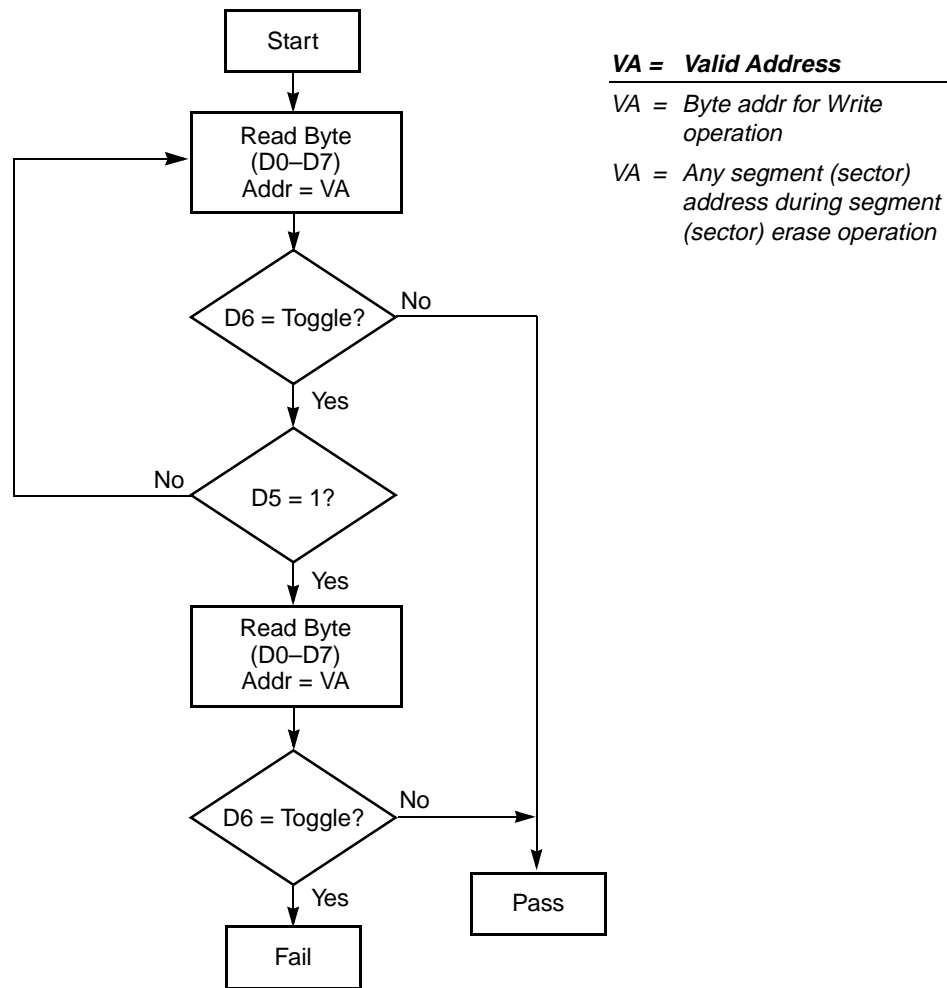 Start
VA = Valid Address
VA = Byte addr for Write
operation
VA = Any segment (sector)
address during segment
(sector) erase operation
Read Byte
(D0–D7)
Addr = VA
D6 = Toggle?
No
Yes
No
D5 = 1?
Yes
Read Byte
(D0–D7)
Addr = VA
D6 = Toggle?
No
Yes
Pass
Fail